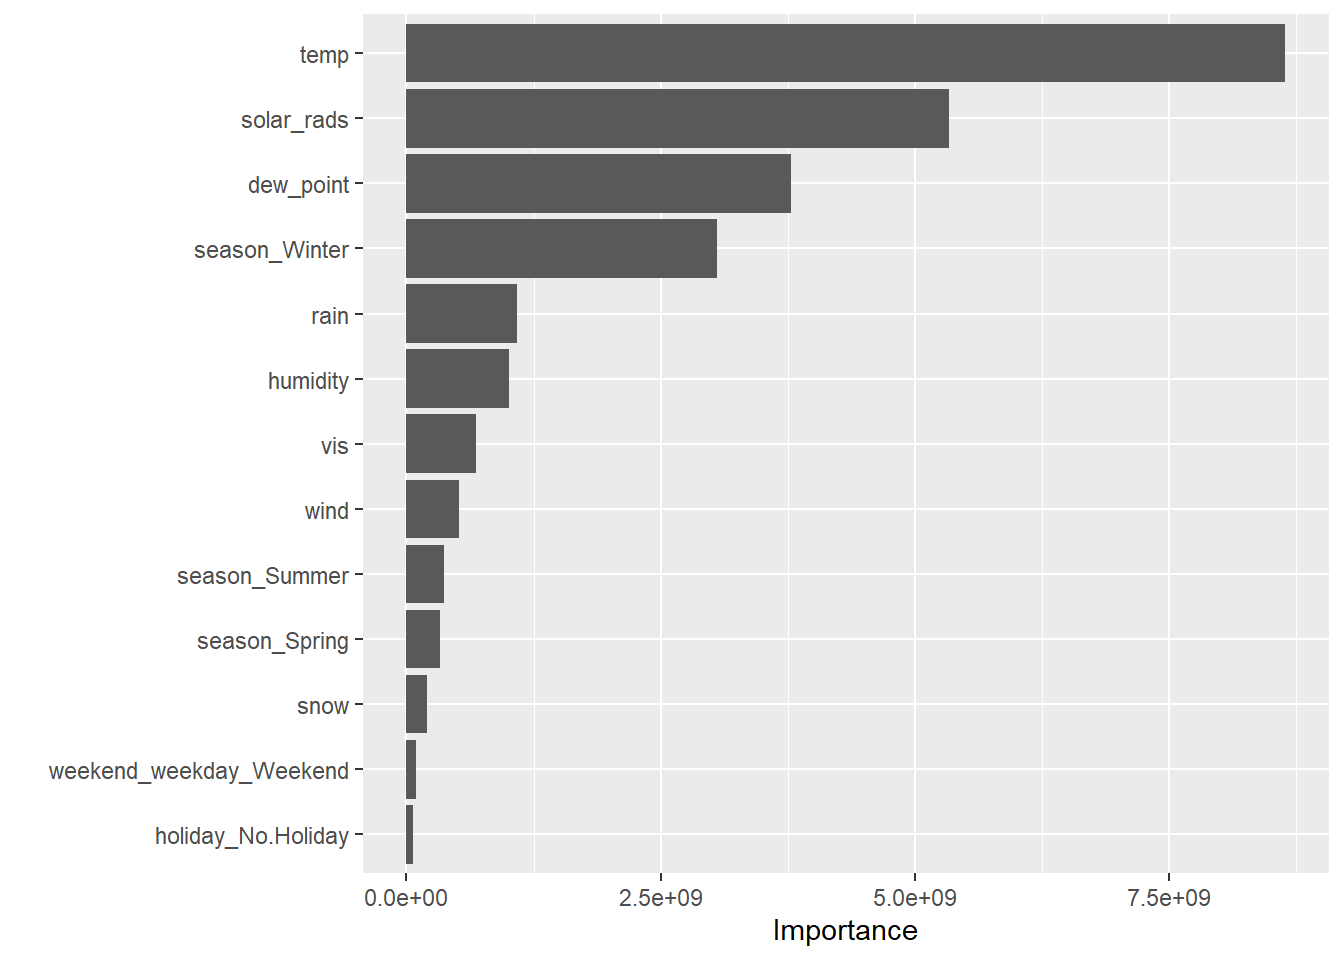 temp
solar_rads
dew_point
season_Winter
rain
humidity
vis
wind
season_Summer
season_Spring
snow
weekend_weekday_Weekend
holiday_No.Holiday
0.0e+00 2.5e+09 5.0e+09 7.5e+09
Importance